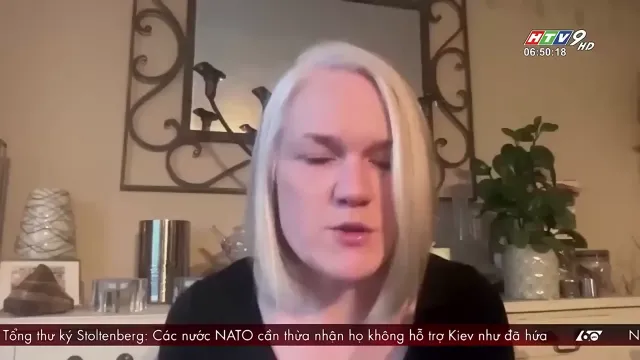 HTV9 HD
06:50:18
Tổng thư ký Stoltenberg: Các nước NATO cần thừa nhận họ không hỗ trợ Kiev như đã hứa 60 N